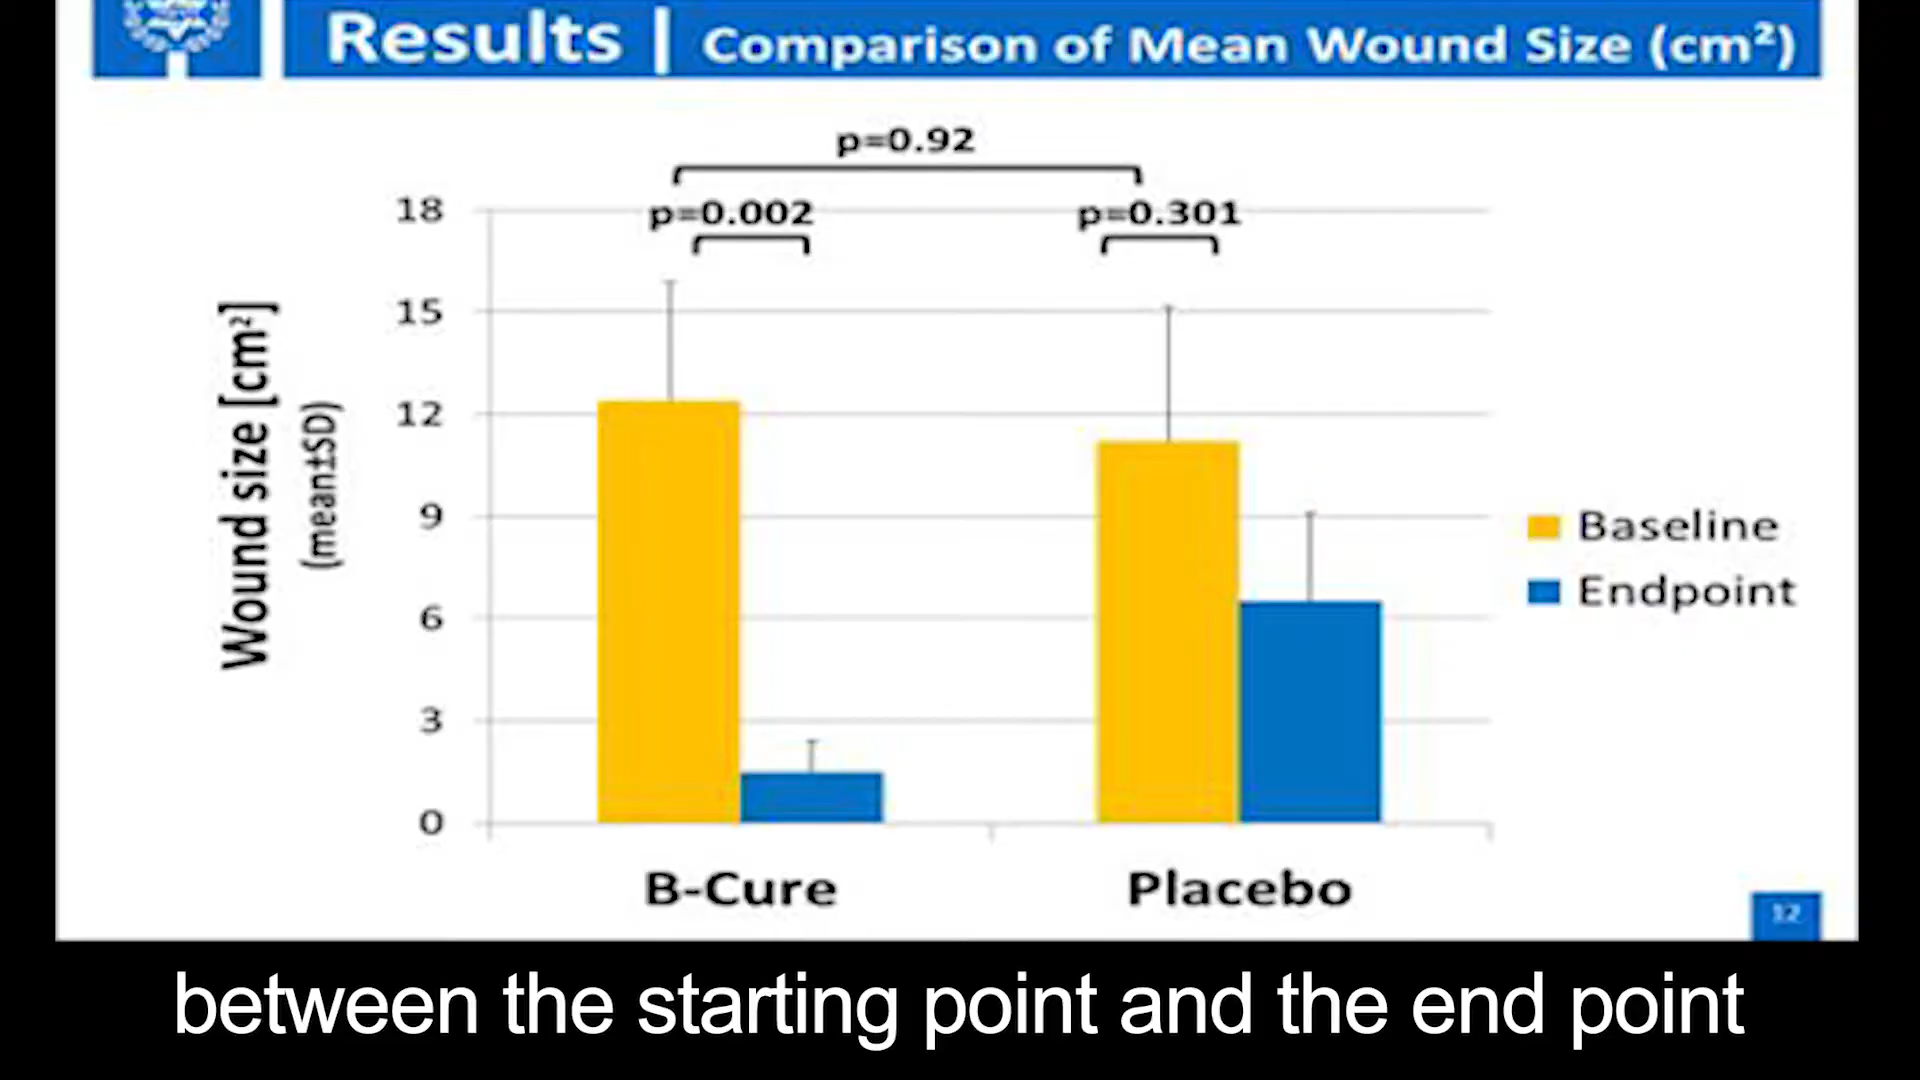 Results | Comparison of Mean Wound Size (cm²)
p=0.92
p=0.002
p=0.301
18
15
12
9
6
3
0
Wound size [cm²]
(mean±SD)
Baseline
Endpoint
B-Cure
Placebo
12
between the starting point and the end point